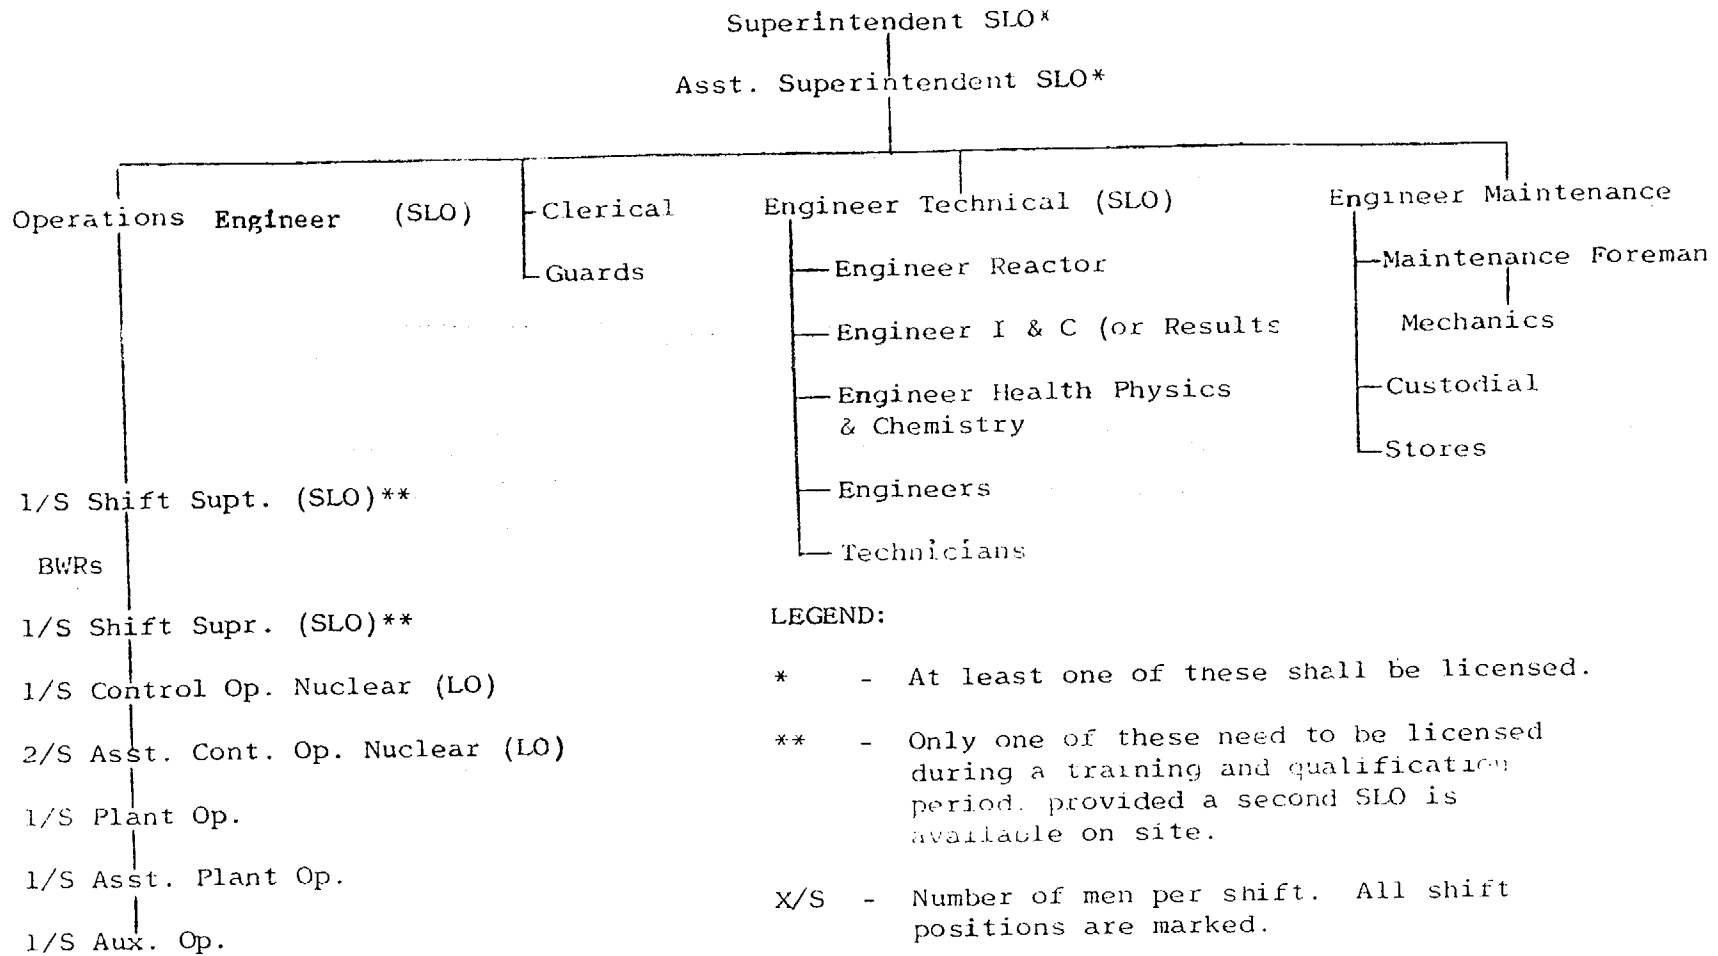 Superintendent SLO*
Asst. Superintendent SLO*
Operations Engineer (SLO)
1/S Shift Supt. (SLO)**
BWRs
1/S Shift Supr. (SLO)**
1/S Control Op. Nuclear (LO)
2/S Asst. Cont. Op. Nuclear (LO)
1/S Plant Op.
1/S Asst. Plant Op.
1/S Aux. Op.
Clerical
Guards
Engineer Technical (SLO)
Engineer Reactor
Engineer I & C (or Results
Engineer Health Physics
& Chemistry
Engineers
Technicians
Engineer Maintenance
Maintenance Foreman
Mechanics
Custodial
Stores
LEGEND:
* - At least one of these shall be licensed.
** - Only one of these need to be licensed
during a training and qualification
period. provided a second SLO is
available on site.
X/S - Number of men per shift. All shift
positions are marked.